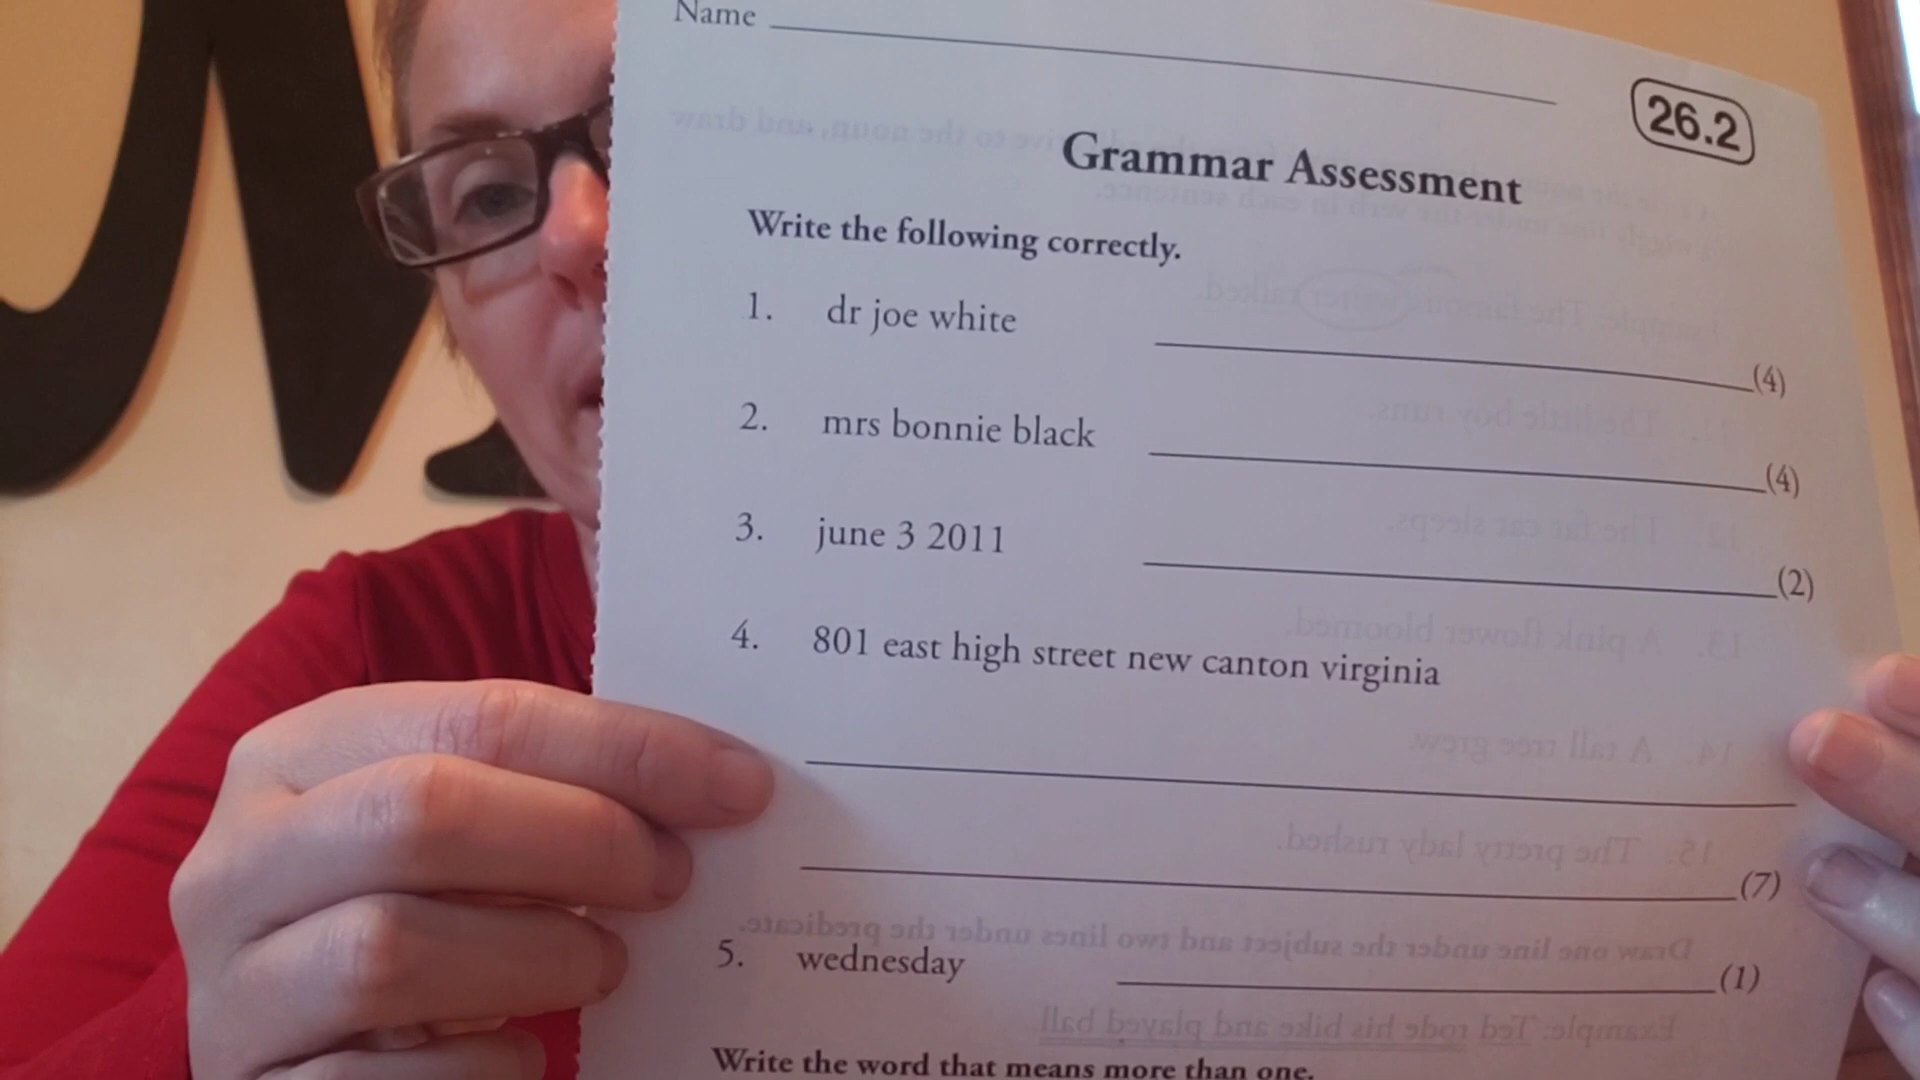 Name
26.2
Grammar Assessment
Write the following correctly.
1. dr joe white (4)
2. mrs bonnie black (4)
3. june 3 2011 (2)
4. 801 east high street new canton virginia
(7)
5. wednesday (1)
Write the word that means more than one.